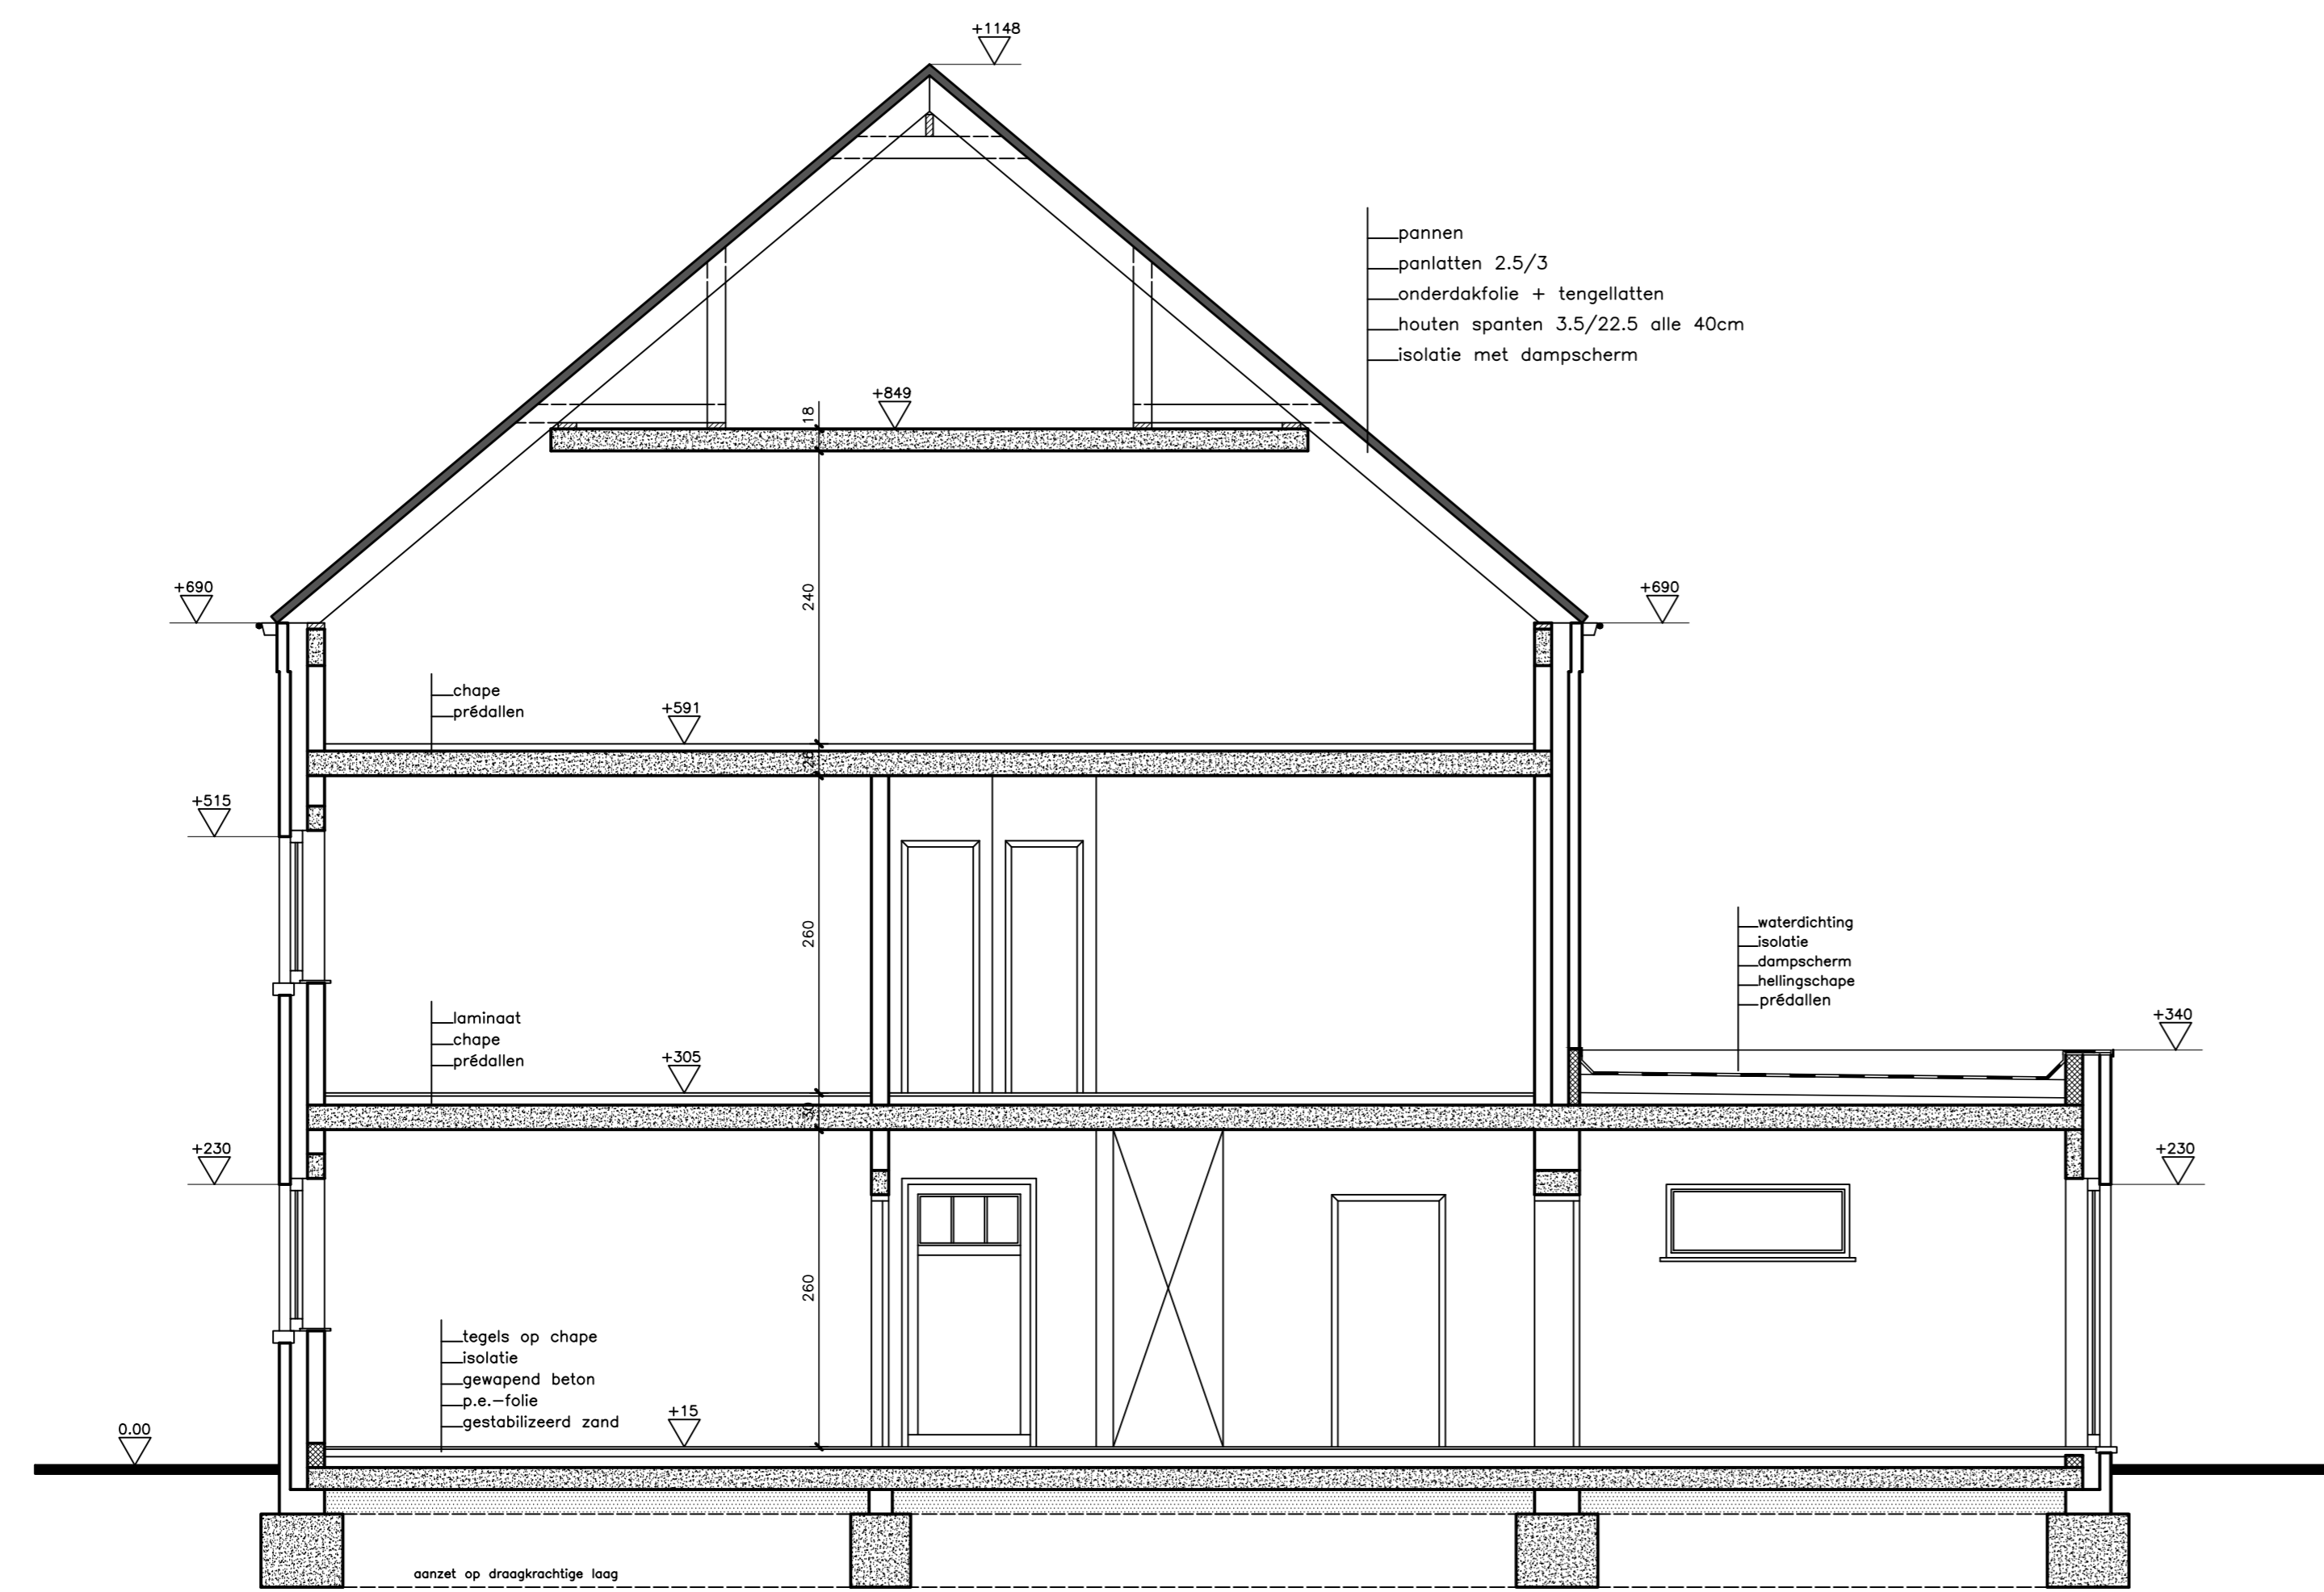 +1148
pannen
panlatten 2.5/3
onderdakfolie + tengellatten
houten spanten 3.5/22.5 alle 40cm
isolatie met dampscherm
+849
18
240
+690
+690
chape
prédallen
+591
+515
260
waterdichting
isolatie
dampscherm
hellingschape
prédallen
laminaat
chape
prédallen
+305
+340
+230
+230
260
tegels op chape
isolatie
gewapend beton
p.e.-folie
gestabilizeerd zand
+15
0.00
aanzet op draagkrachtige laag